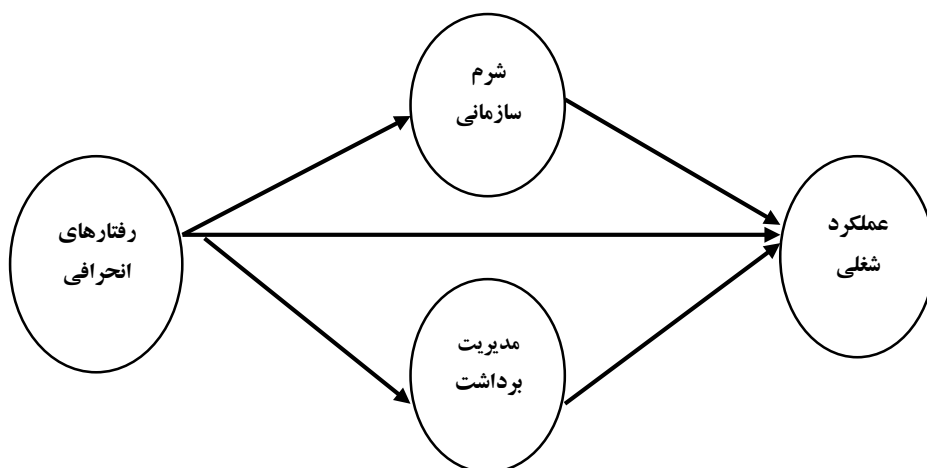 شرم
سازمانی
رفتارهای
انحرافی
عملکرد
شغلی
مدیریت
برداشت